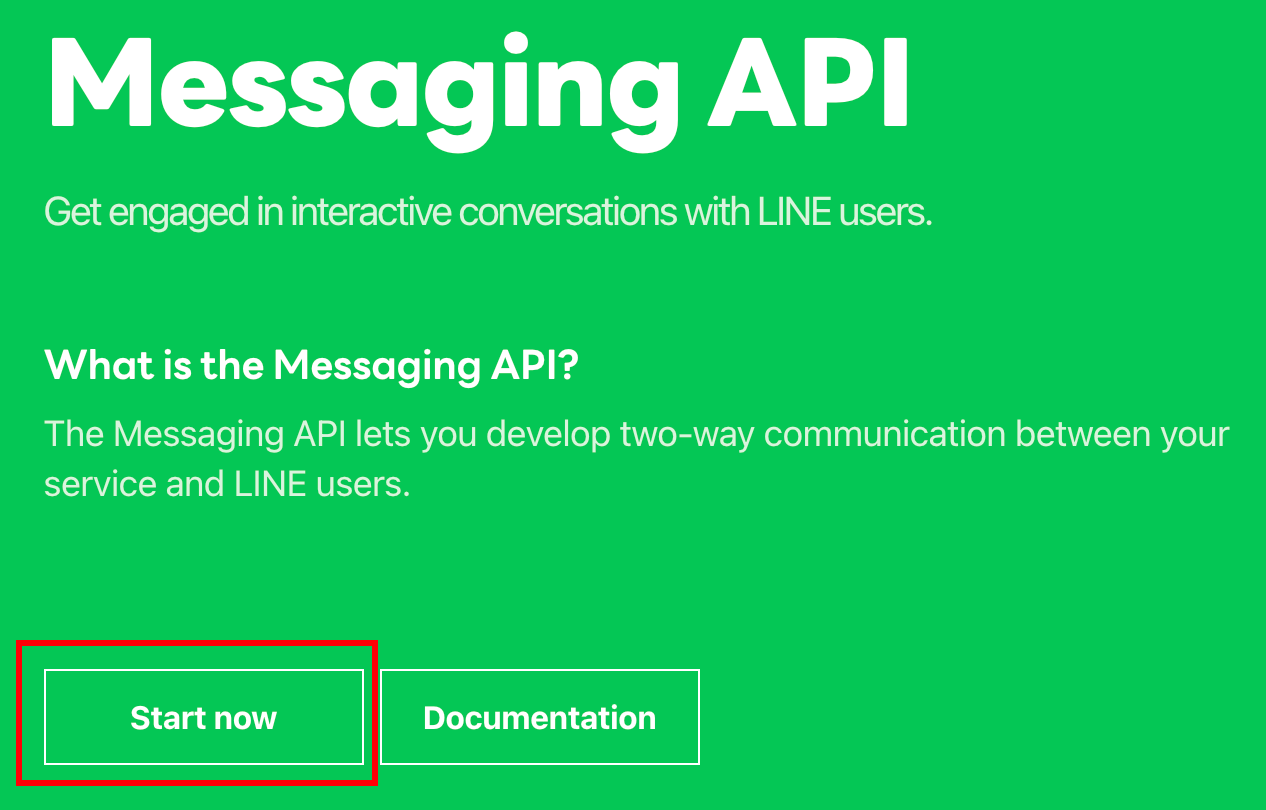 Messaging API
Get engaged in interactive conversations with LINE users.
What is the Messaging API?
The Messaging API lets you develop two-way communication between your
service and LINE users.
Start now
Documentation